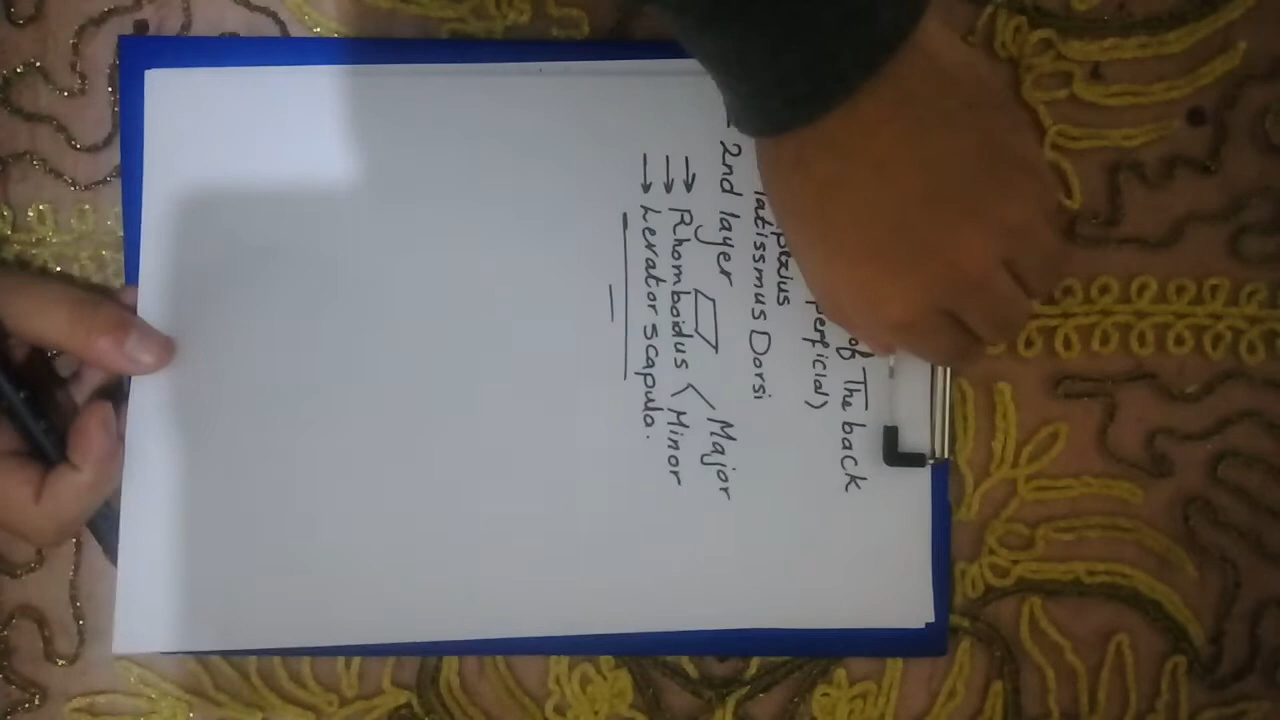 of The back
perficial)
pezius
latissmus Dorsi
2nd layer
Major
→ Rhomboidus < Minor
→ Levator scapula.